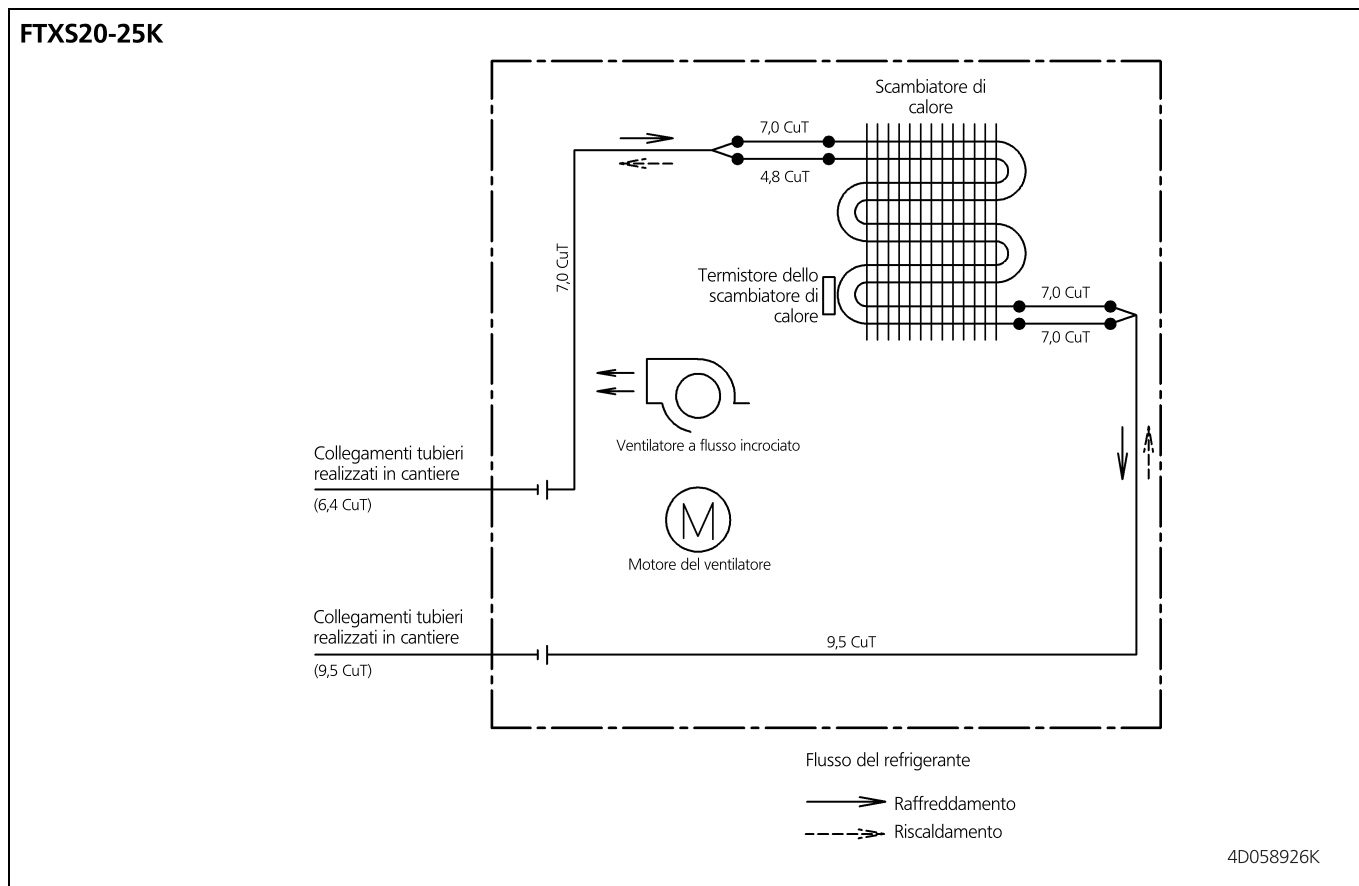 FTXS20-25K
Scambiatore di
calore
7,0 CuT
4,8 CuT
7,0 CuT
Termistore dello
scambiatore di
calore
7,0 CuT
7,0 CuT
Ventilatore a flusso incrociato
Collegamenti tubieri
realizzati in cantiere
(6,4 CuT)
M
Motore del ventilatore
Collegamenti tubieri
realizzati in cantiere
(9,5 CuT)
9,5 CuT
Flusso del refrigerante
Raffreddamento
Riscaldamento
4D058926K